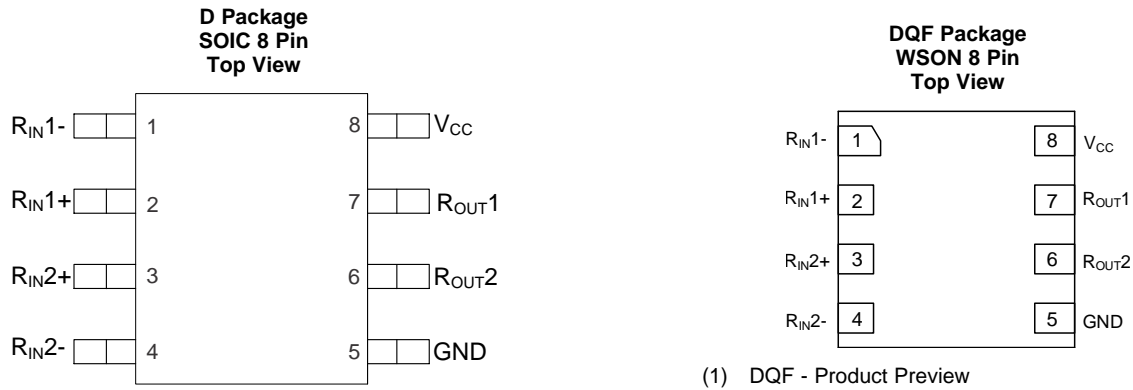 D Package
SOIC 8 Pin
Top View
RIN1- 1 8 VCC
RIN1+ 2 7 ROUT1
RIN2+ 3 6 ROUT2
RIN2- 4 5 GND
DQF Package
WSON 8 Pin
Top View
RIN1- 1 8 VCC
RIN1+ 2 7 ROUT1
RIN2+ 3 6 ROUT2
RIN2- 4 5 GND
(1) DQF - Product Preview